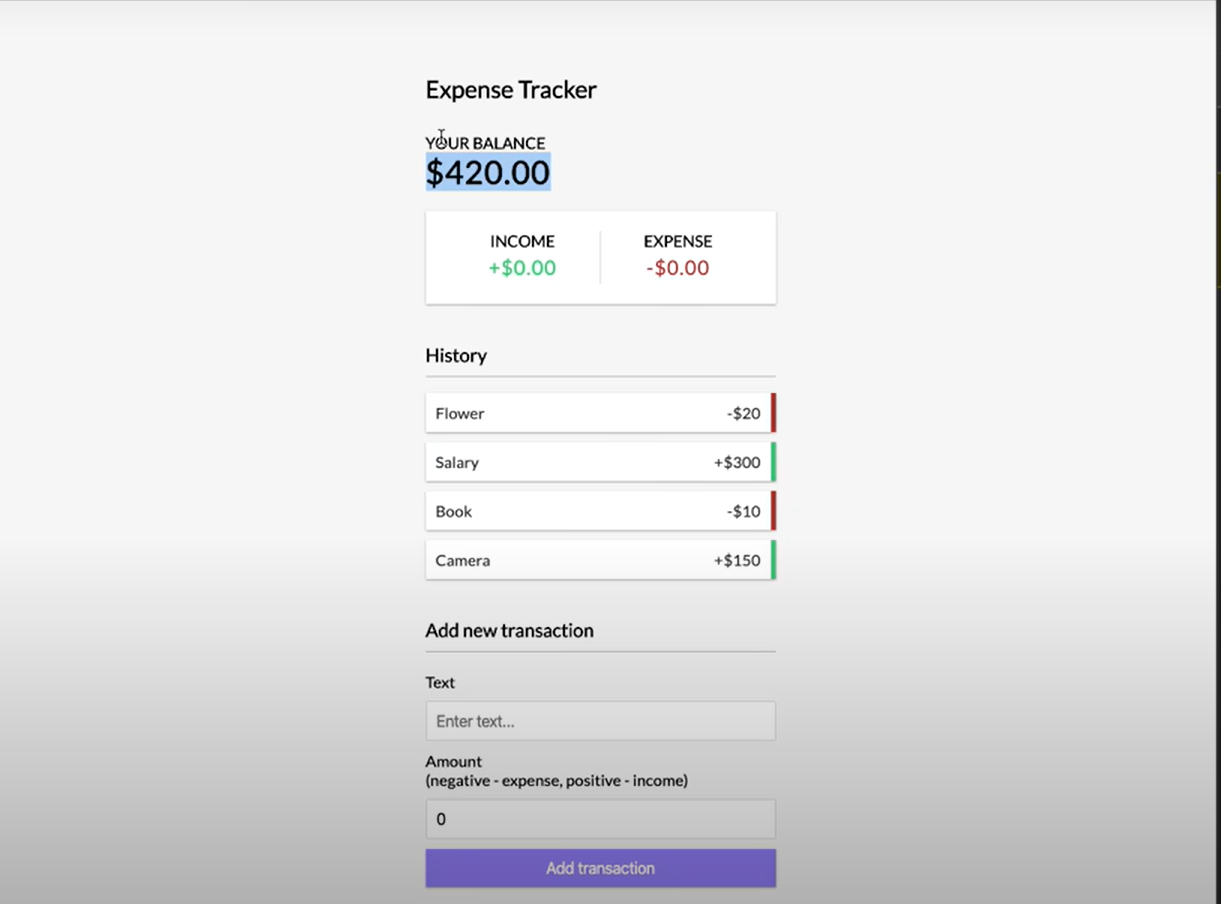 Expense Tracker
YOUR BALANCE
$420.00
INCOME EXPENSE
+$0.00 -$0.00
History
Flower -$20
Salary +$300
Book -$10
Camera +$150
Add new transaction
Text
Enter text...
Amount
(negative - expense, positive - income)
0
Add transaction